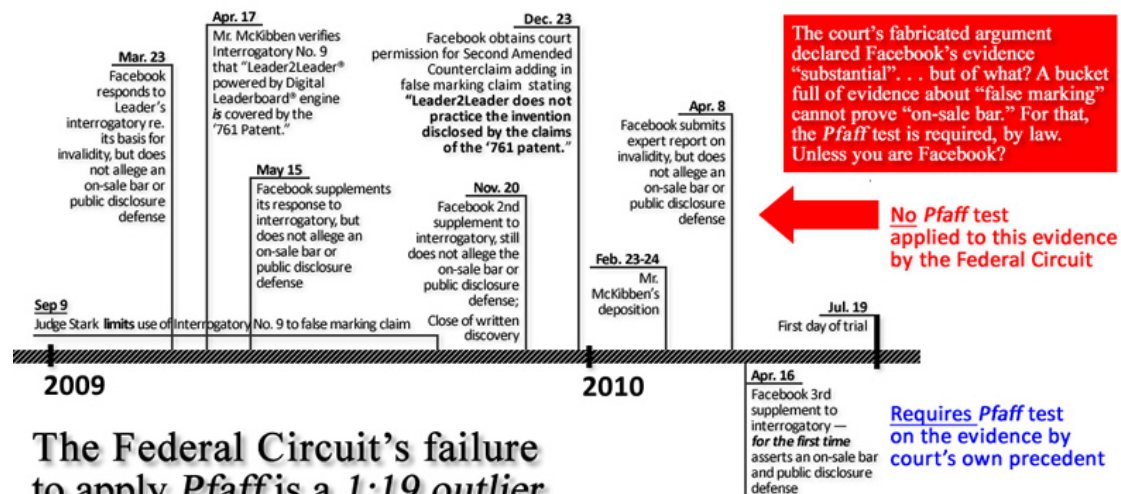 Mar. 23
Facebook
responds to
Leader's
interrogatory re.
its basis for
invalidity, but does
not allege an
on-sale bar or
public disclosure
defense
Apr. 17
Mr. McKibben verifies
Interrogatory No. 9
that “Leader2Leader®
powered by Digital
Leaderboard® engine
is covered by the
‘761 Patent.”
May 15
Facebook supplements
its response to
interrogatory, but
does not allege an
on-sale bar or
public disclosure
defense
Sep 9
Judge Stark limits use of Interrogatory No. 9 to false marking claim
Nov. 20
Facebook 2nd
supplement to
interrogatory, still
does not allege the
on-sale bar or
public disclosure
defense;
Close of written
discovery
Dec. 23
Facebook obtains court
permission for Second Amended
Counterclaim adding in
false marking claim stating
“Leader2Leader does not
practice the invention
disclosed by the claims
of the ‘761 patent.”
Feb. 23-24
Mr.
McKibben's
deposition
Apr. 8
Facebook submits
expert report on
invalidity, but does
not allege an
on-sale bar or
public disclosure
defense
Jul. 19
First day of trial
The court's fabricated argument
declared Facebook's evidence
“substantial”. . . but of what? A bucket
full of evidence about “false marking”
cannot prove “on-sale bar.” For that,
the Pfaff test is required, by law.
Unless you are Facebook?
No Pfaff test
applied to this evidence
by the Federal Circuit
2009
2010
Apr. 16
Facebook 3rd
supplement to
interrogatory —
for the first time
asserts an on-sale bar
and public disclosure
defense
Requires Pfaff test
on the evidence by
court's own precedent
The Federal Circuit's failure
to apply Pfaff is a 1:19 outlier